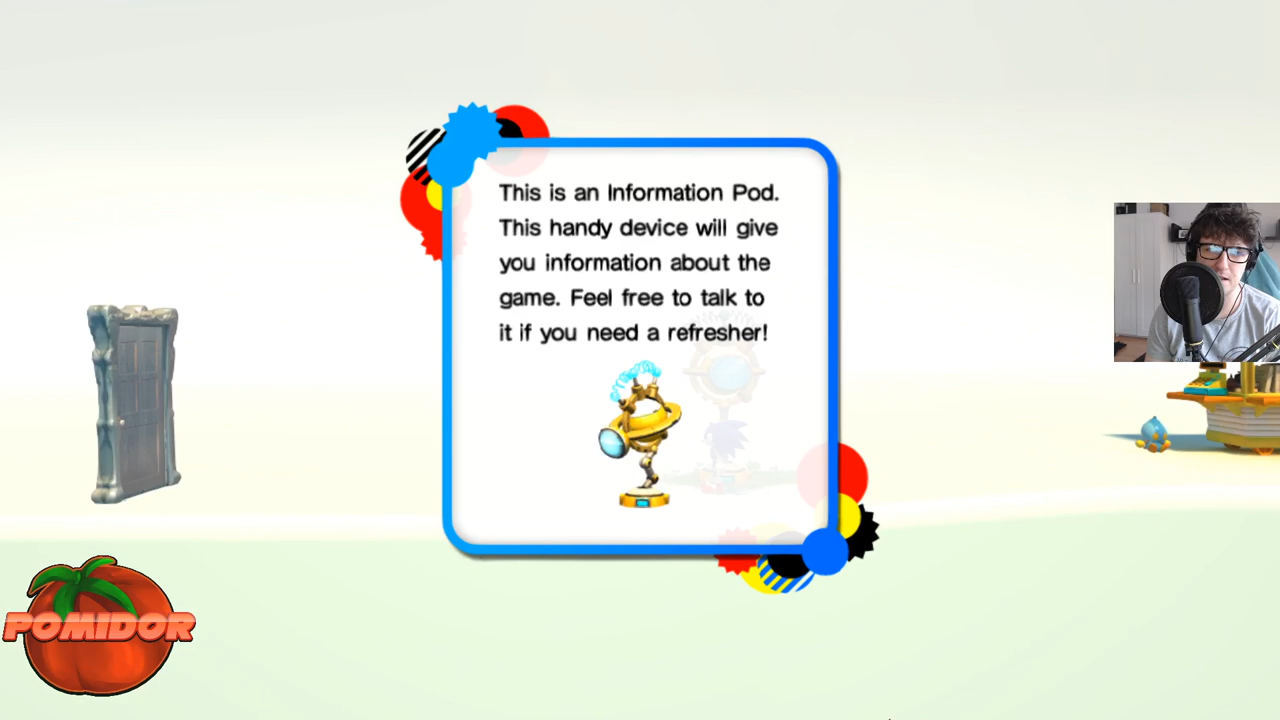 This is an Information Pod.
This handy device will give
you information about the
game. Feel free to talk to
it if you need a refresher!
POMIDOR